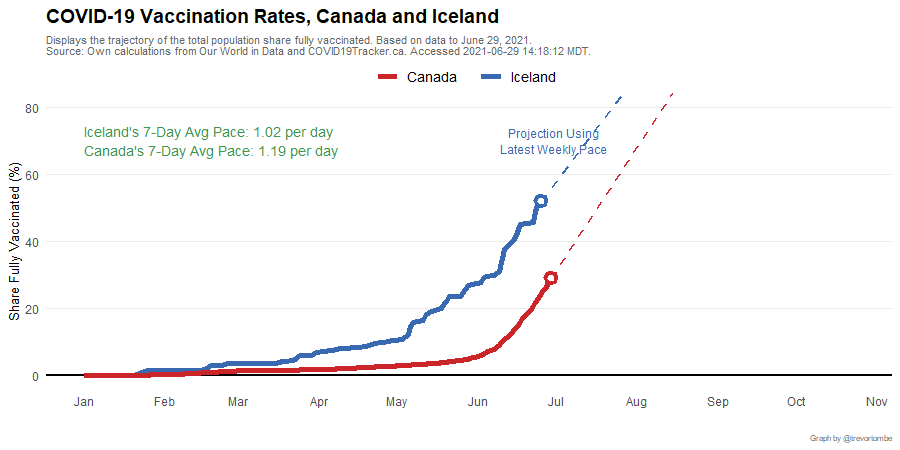 COVID-19 Vaccination Rates, Canada and Iceland
Displays the trajectory of the total population share fully vaccinated. Based on data to June 29, 2021.
Source: Own calculations from Our World in Data and COVID19Tracker.ca. Accessed 2021-06-29 14:18:12 MDT.
Canada
Iceland
80
60
40
20
0
Share Fully Vaccinated (%)
Iceland's 7-Day Avg Pace: 1.02 per day
Canada's 7-Day Avg Pace: 1.19 per day
Projection Using
Latest Weekly Pace
Jan
Feb
Mar
Apr
May
Jun
Jul
Aug
Sep
Oct
Nov
Graph by @trevortombe